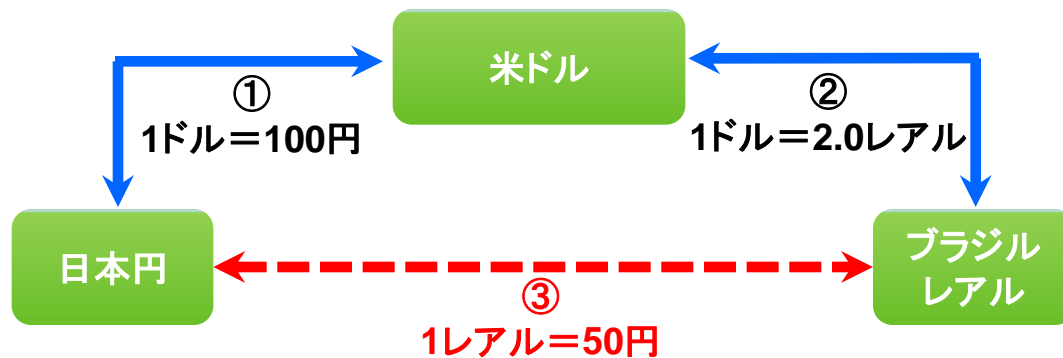 米ドル
①
1ドル＝100円
②
1ドル＝2.0レアル
日本円
ブラジル
レアル
③
1レアル＝50円